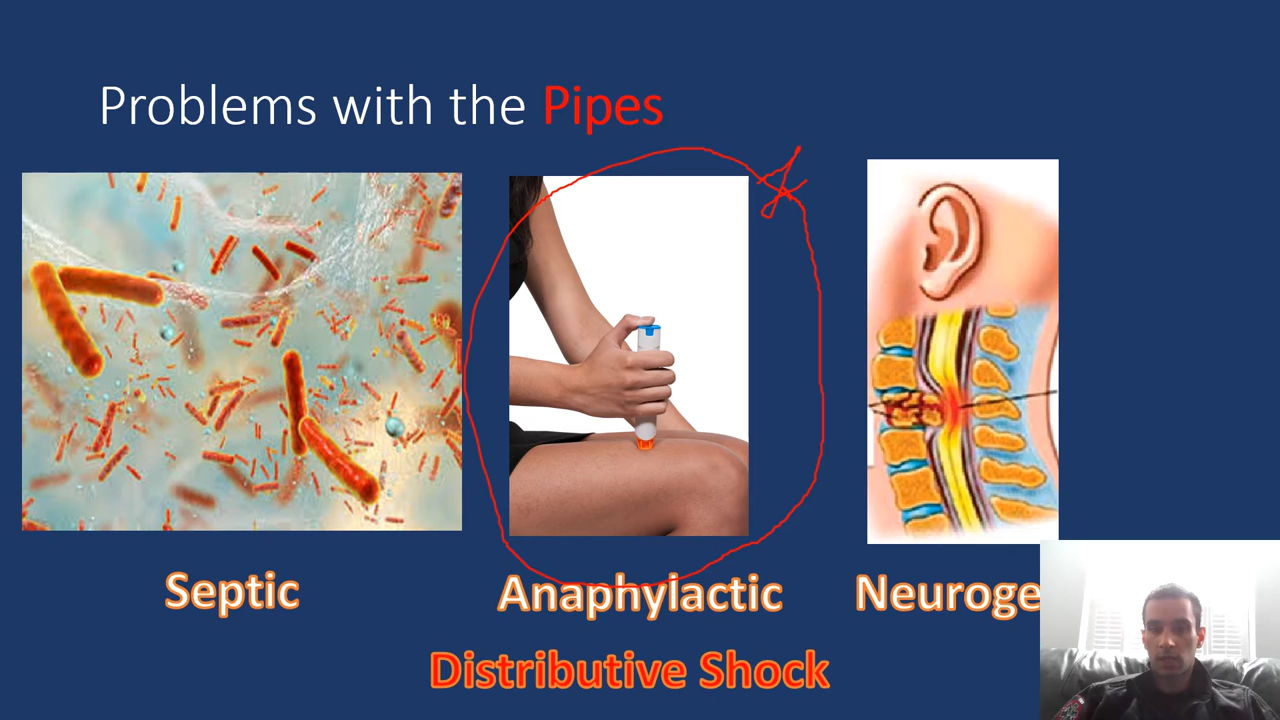 Problems with the Pipes
Septic
Anaphylactic
Neuroge
Distributive Shock